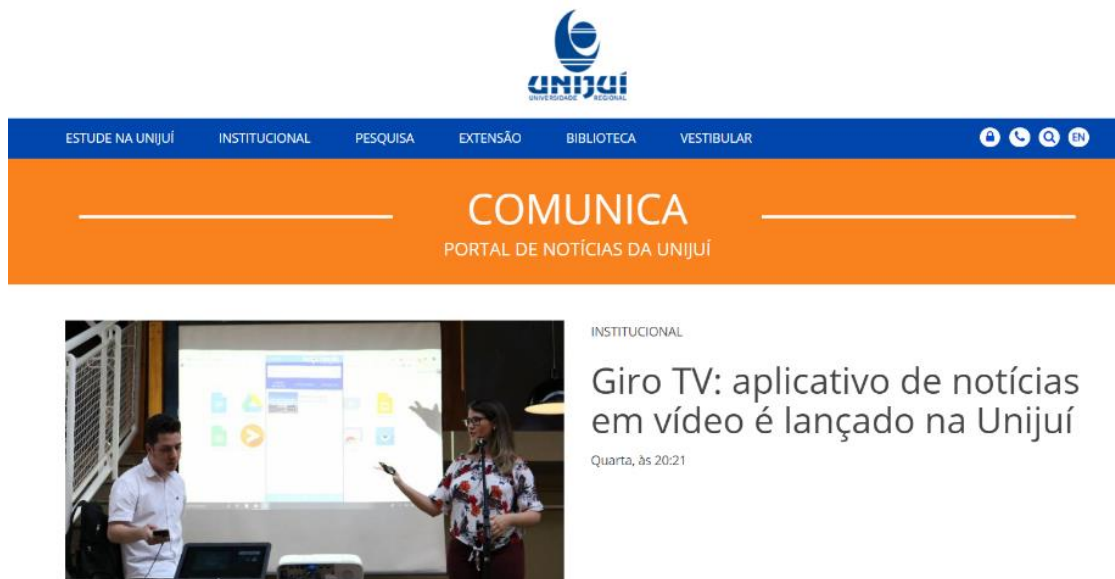 UNIJUÍ
UNIVERSIDADE REGIONAL
ESTUDE NA UNIJUÍ INSTITUCIONAL PESQUISA EXTENSÃO BIBLIOTECA VESTIBULAR EN
COMUNICA
PORTAL DE NOTÍCIAS DA UNIJUÍ
INSTITUCIONAL
Giro TV: aplicativo de notícias
em vídeo é lançado na Unijuí
Quarta, às 20:21